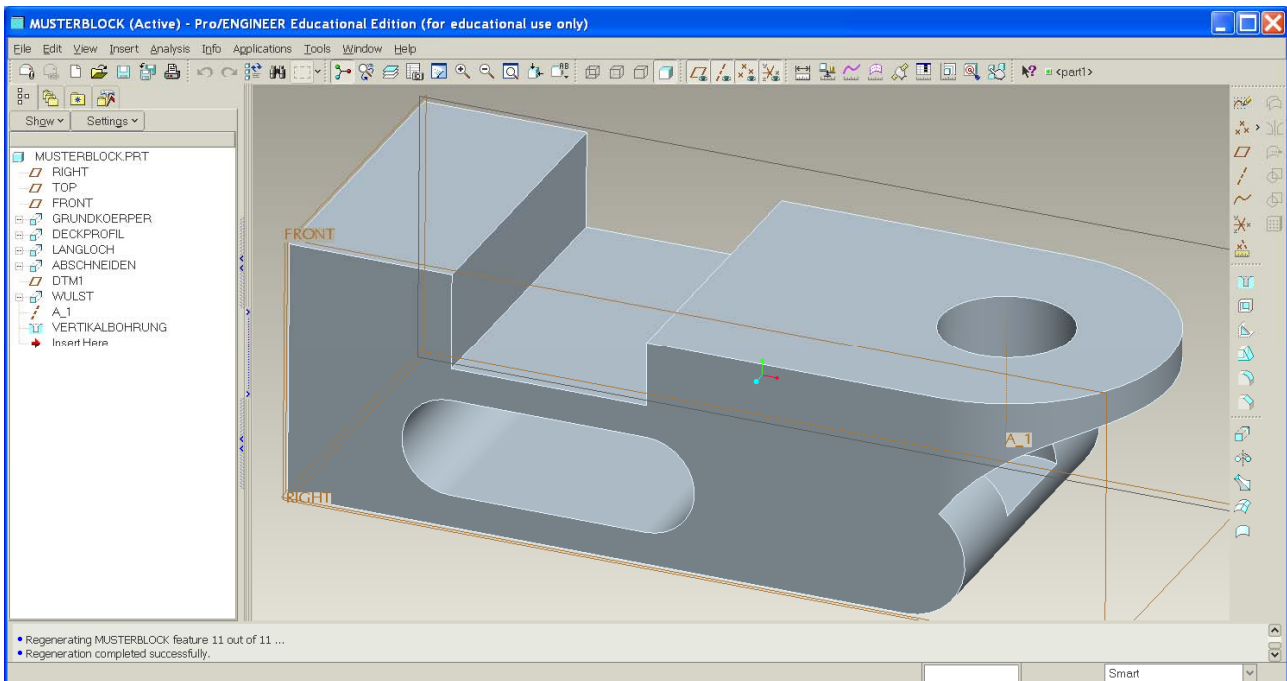 MUSTERBLOCK (Active) - Pro/ENGINEER Educational Edition (for educational use only)
File Edit View Insert Analysis Info Applications Tools Window Help
<part1>
Show Settings
MUSTERBLOCK.PRT
RIGHT
TOP
FRONT
GRUNDKOERPER
DECKPROFIL
LANGLOCH
ABSCHNEIDEN
DTM1
WULST
A_1
VERTIKALBOHRUNG
Insert Here
FRONT
A_1
RIGHT
• Regenerating MUSTERBLOCK feature 11 out of 11 ...
• Regeneration completed successfully.
Smart